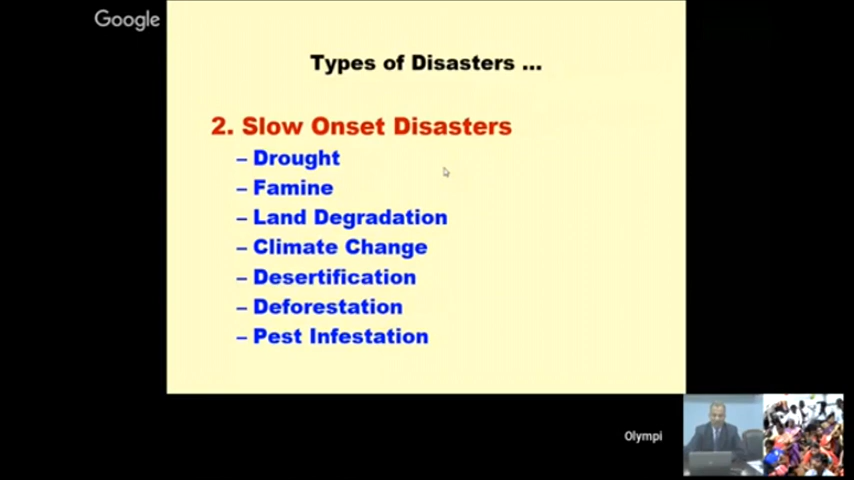 Google
Types of Disasters ...
2. Slow Onset Disasters
– Drought
– Famine
– Land Degradation
– Climate Change
– Desertification
– Deforestation
– Pest Infestation
Olympi